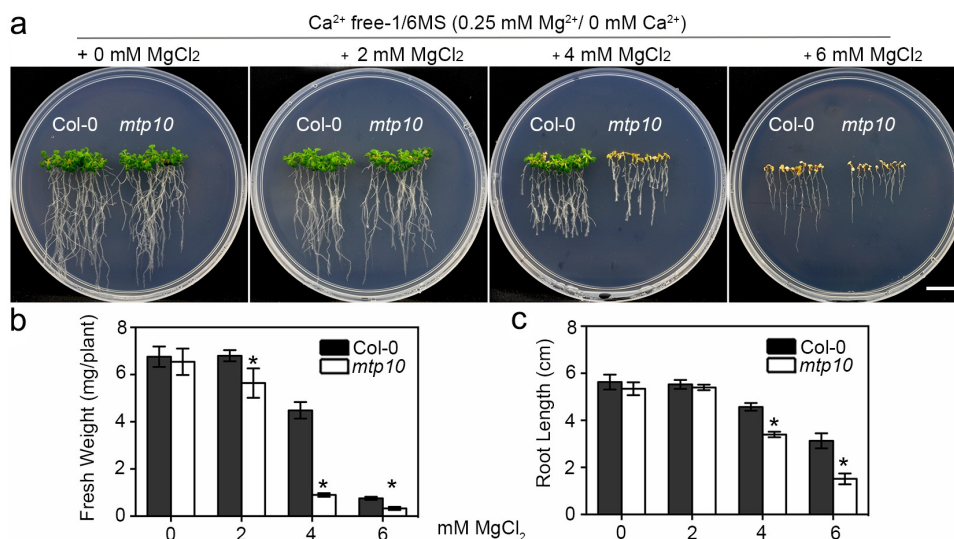 a
Ca²⁺ free-1/6MS (0.25 mM Mg²⁺/ 0 mM Ca²⁺)
+ 0 mM MgCl₂ + 2 mM MgCl₂ + 4 mM MgCl₂ + 6 mM MgCl₂
Col-0 mtp10 Col-0 mtp10 Col-0 mtp10 Col-0 mtp10
b
Fresh Weight (mg/plant)
8
6
4
2
0
Col-0
mtp10
*
*
*
0 2 4 6
mM MgCl₂
c
Root Length (cm)
8
6
4
2
0
Col-0
mtp10
*
*
0 2 4 6